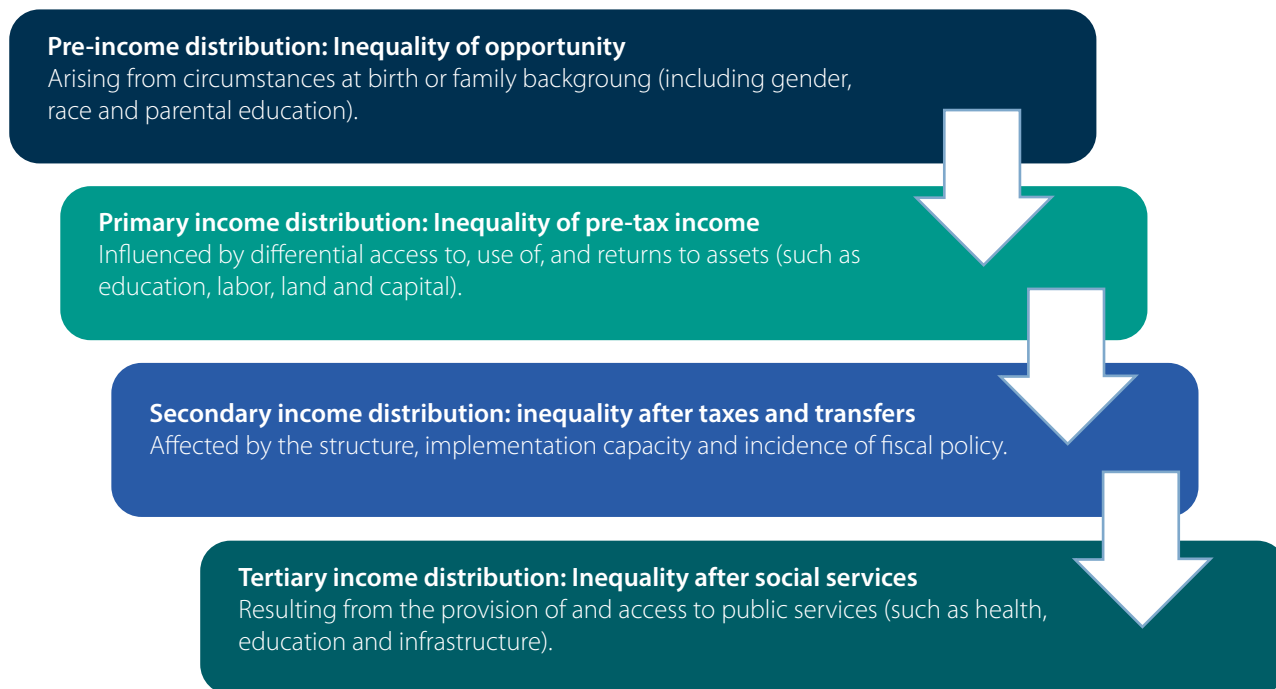 Pre-income distribution: Inequality of opportunity
Arising from circumstances at birth or family backgroung (including gender,
race and parental education).
Primary income distribution: Inequality of pre-tax income
Influenced by differential access to, use of, and returns to assets (such as
education, labor, land and capital).
Secondary income distribution: inequality after taxes and transfers
Affected by the structure, implementation capacity and incidence of fiscal policy.
Tertiary income distribution: Inequality after social services
Resulting from the provision of and access to public services (such as health,
education and infrastructure).